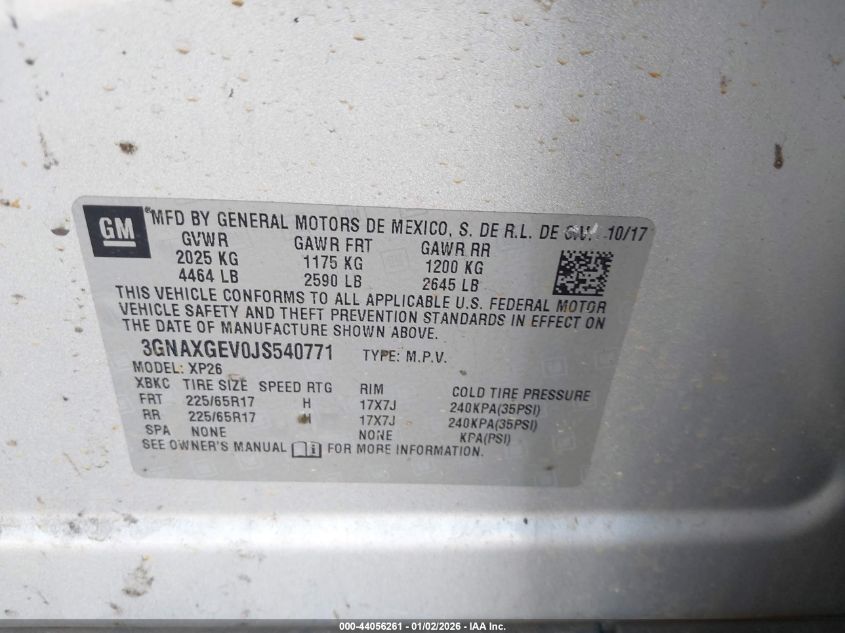 GM
®MFD BY GENERAL MOTORS DE MEXICO, S. DE R.L. DE C.V. 10/17
GVWR GAWR FRT GAWR RR
2025 KG 1175 KG 1200 KG
4464 LB 2590 LB 2645 LB
THIS VEHICLE CONFORMS TO ALL APPLICABLE U.S. FEDERAL MOTOR
VEHICLE SAFETY AND THEFT PREVENTION STANDARDS IN EFFECT ON
THE DATE OF MANUFACTURE SHOWN ABOVE.
3GNAXGEV0JS540771 TYPE: M.P.V.
MODEL: XP26
XBKC TIRE SIZE SPEED RTG RIM COLD TIRE PRESSURE
FRT 225/65R17 H 17X7J 240KPA(35PSI)
RR 225/65R17 H 17X7J 240KPA(35PSI)
SPA NONE NONE KPA(PSI)
SEE OWNER'S MANUAL FOR MORE INFORMATION.
000-44056261 - 01/02/2026 - IAA Inc.